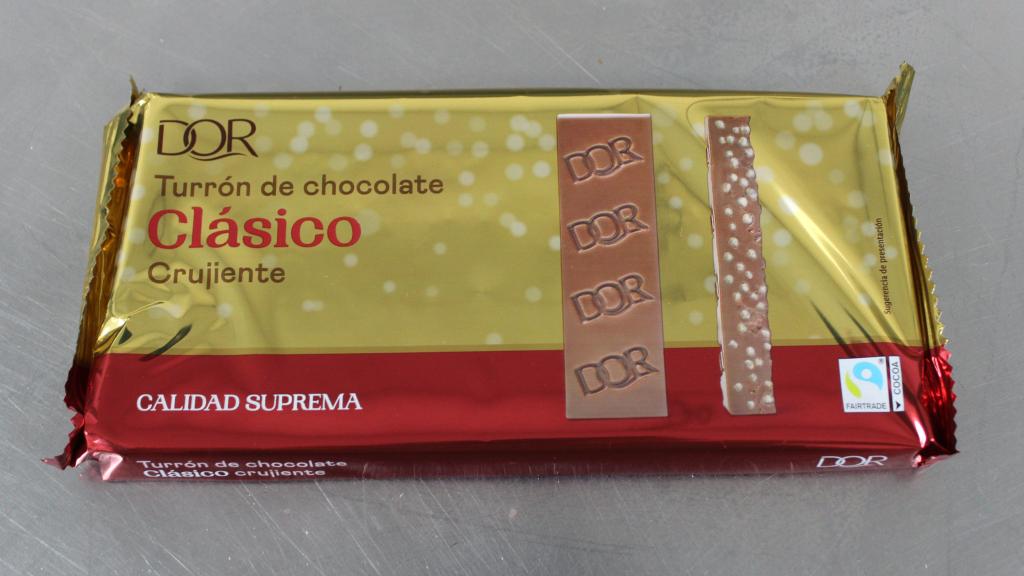 DOR
Turrón de chocolate
Clásico
Crujiente
CALIDAD SUPREMA
DOR
DOR
DOR
DOR
Sugerencia de presentación
FAIRTRADE
COCOA
Turrón de chocolate
Clásico crujiente
DOR